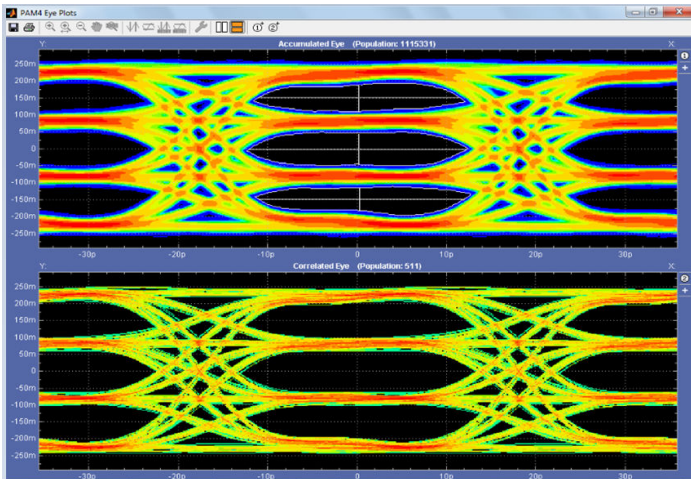 PAM4 Eye Plots
Y: Accumulated Eye (Population: 1115331) X:
250m
200m
150m
100m
50m
0
-50m
-100m
-150m
-200m
-250m
-30p -20p -10p 0 10p 20p 30p
Y: Correlated Eye (Population: 511) X:
250m
200m
150m
100m
50m
0
-50m
-100m
-150m
-200m
-250m
-30p -20p -10p 0 10p 20p 30p